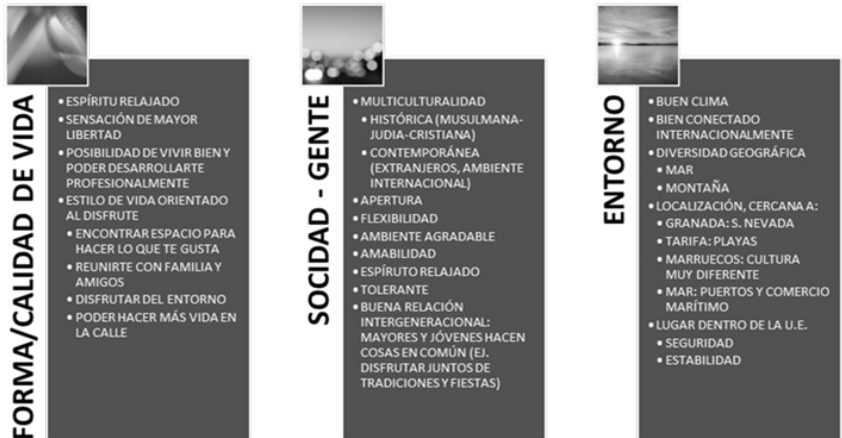 FORMA/CALIDAD DE VIDA
• ESPÍRITU RELAJADO
• SENSACIÓN DE MAYOR
LIBERTAD
• POSIBILIDAD DE VIVIR BIEN Y
PODER DESARROLLARTE
PROFESIONALMENTE
• ESTILO DE VIDA ORIENTADO
AL DISFRUTE
• ENCONTRAR ESPACIO PARA
HACER LO QUE TE GUSTA
• REUNIRTE CON FAMILIA Y
AMIGOS
• DISFRUTAR DEL ENTORNO
• PODER HACER MÁS VIDA EN
LA CALLE
SOCIDAD - GENTE
• MULTICULTURALIDAD
• HISTÓRICA (MUSULMANA-
JUDIA-CRISTIANA)
• CONTEMPORÁNEA
(EXTRANJEROS, AMBIENTE
INTERNACIONAL)
• APERTURA
• FLEXIBILIDAD
• AMBIENTE AGRADABLE
• AMABILIDAD
• ESPÍRUTO RELAJADO
• TOLERANTE
• BUENA RELACIÓN
INTERGENERACIONAL:
MAYORES Y JÓVENES HACEN
COSAS EN COMÚN (EJ.
DISFRUTAR JUNTOS DE
TRADICIONES Y FIESTAS)
ENTORNO
• BUEN CLIMA
• BIEN CONECTADO
INTERNACIONALMENTE
• DIVERSIDAD GEOGRÁFICA
• MAR
• MONTAÑA
• LOCALIZACIÓN, CERCANA A:
• GRANADA: S. NEVADA
• TARIFA: PLAYAS
• MARRUECOS: CULTURA
MUY DIFERENTE
• MAR: PUERTOS Y COMERCIO
MARÍTIMO
• LUGAR DENTRO DE LA U.E.
• SEGURIDAD
• ESTABILIDAD